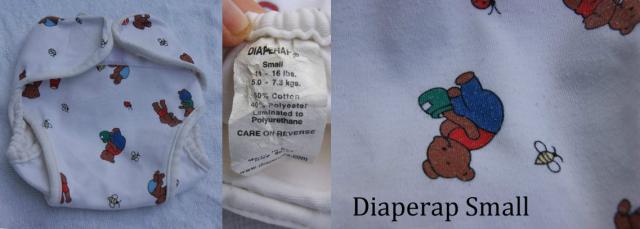 DIAPERAP®
Small
11 - 16 lbs.
5.0 - 7.3 kgs.
60% Cotton
40% Polyester
Laminated to
Polyurethane
CARE ON REVERSE
Diaperap Small